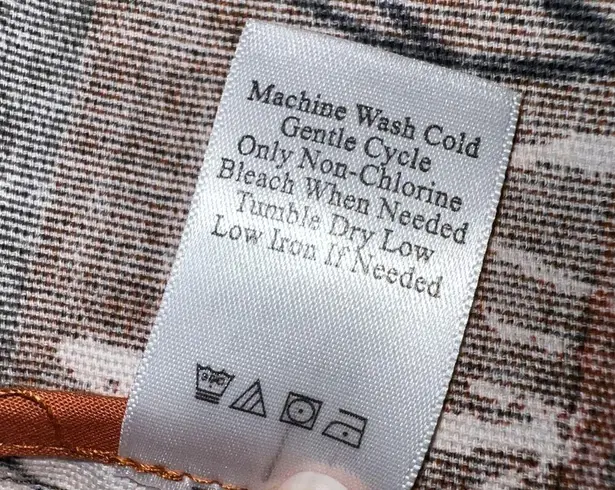 Machine Wash Cold
Gentle Cycle
Only Non-Chlorine
Bleach When Needed
Tumble Dry Low
Low Iron If Needed